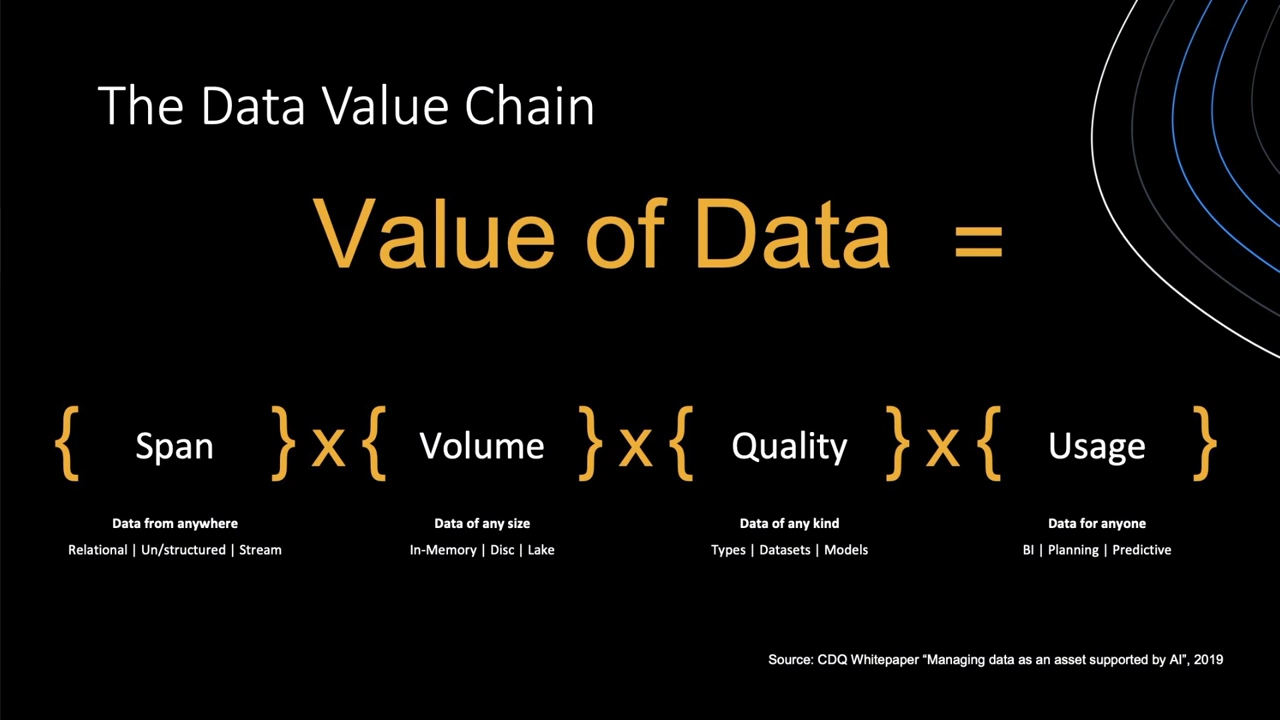 The Data Value Chain
Value of Data =
{ Span } x { Volume } x { Quality } x { Usage }
Data from anywhere Data of any size Data of any kind Data for anyone
Relational | Un/structured | Stream In-Memory | Disc | Lake Types | Datasets | Models BI | Planning | Predictive
Source: CDQ Whitepaper “Managing data as an asset supported by AI”, 2019